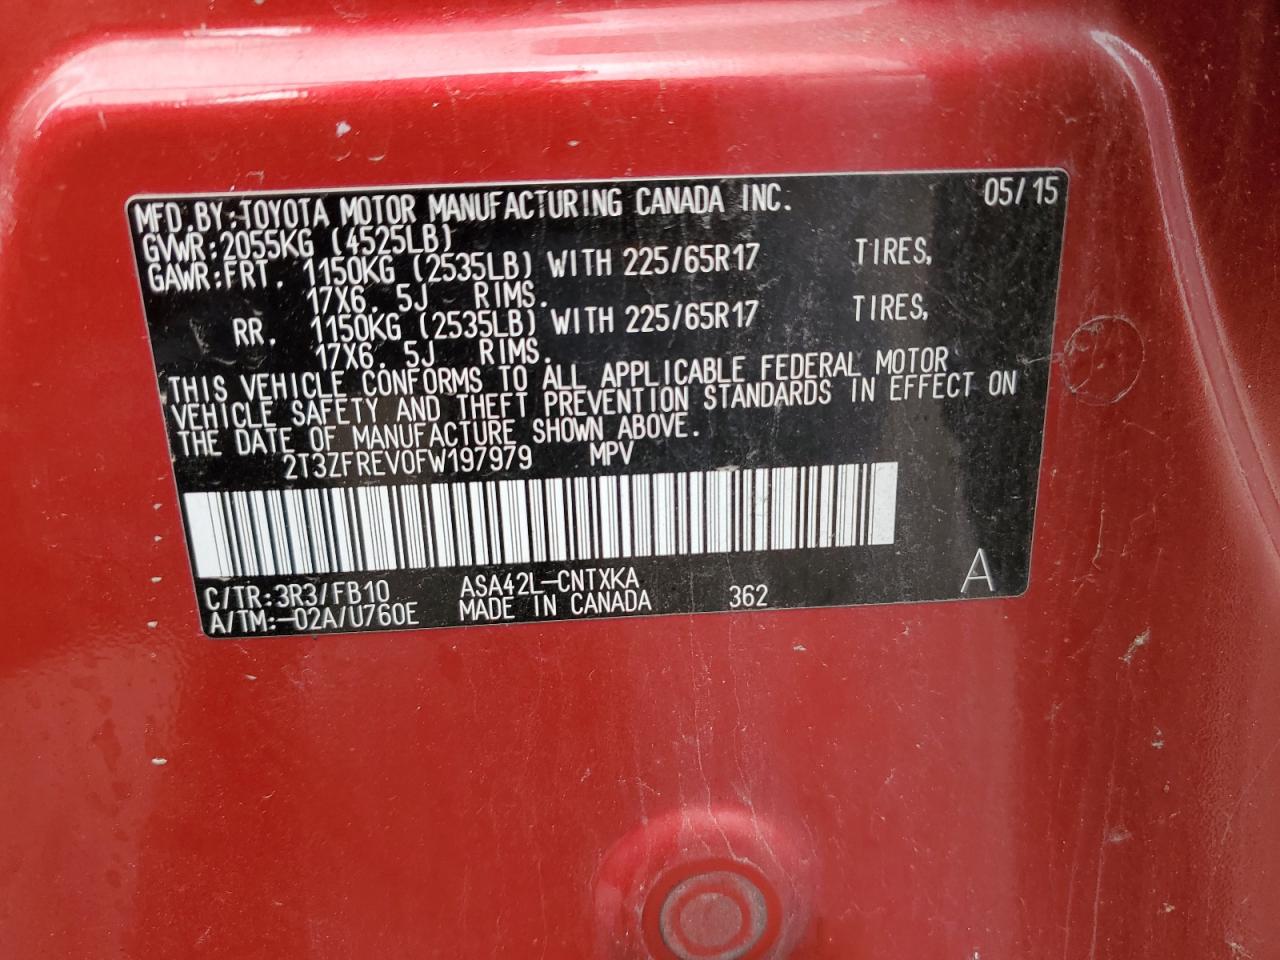 MFD.BY:TOYOTA MOTOR MANUFACTURING CANADA INC. 05/15
GVWR:2055KG (4525LB)
GAWR:FRT. 1150KG (2535LB) WITH 225/65R17 TIRES,
17X6.5J RIMS.
RR. 1150KG (2535LB) WITH 225/65R17 TIRES,
17X6.5J RIMS.
THIS VEHICLE CONFORMS TO ALL APPLICABLE FEDERAL MOTOR
VEHICLE SAFETY AND THEFT PREVENTION STANDARDS IN EFFECT ON
THE DATE OF MANUFACTURE SHOWN ABOVE.
2T3ZFREV0FW197979 MPV
C/TR:3R3/FB10 ASA42L-CNTXKA
A/TM:-02A/U760E MADE IN CANADA 362 A